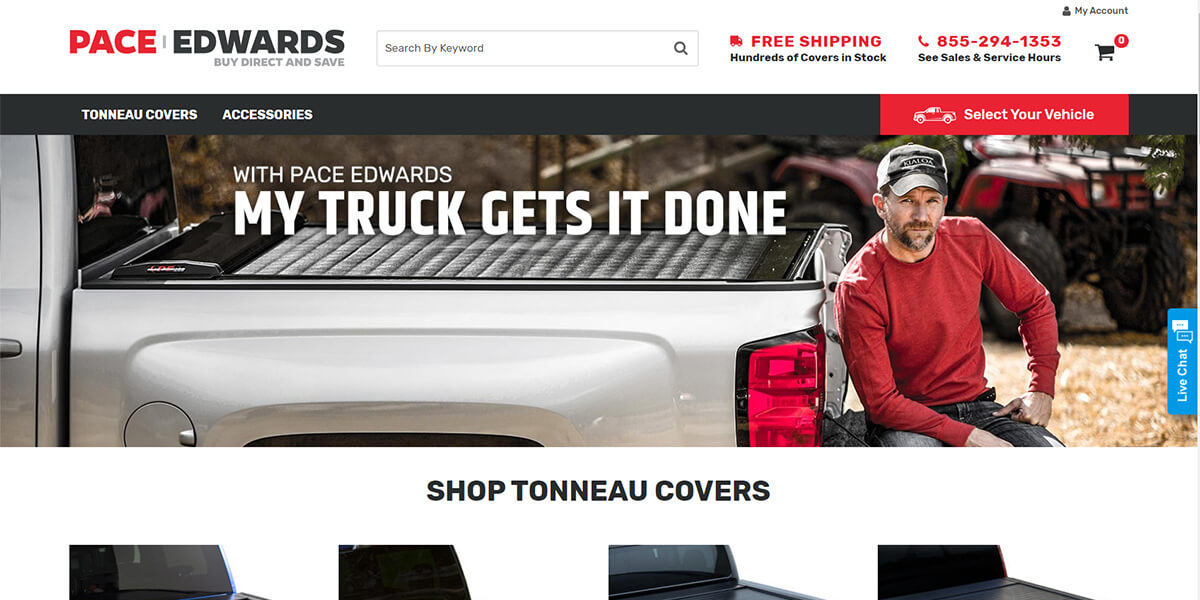 My Account
PACE EDWARDS
BUY DIRECT AND SAVE
Search By Keyword
FREE SHIPPING
Hundreds of Covers in Stock
855-294-1353
See Sales & Service Hours
0
TONNEAU COVERS
ACCESSORIES
Select Your Vehicle
WITH PACE EDWARDS
MY TRUCK GETS IT DONE
KIALOA
Live Chat
SHOP TONNEAU COVERS